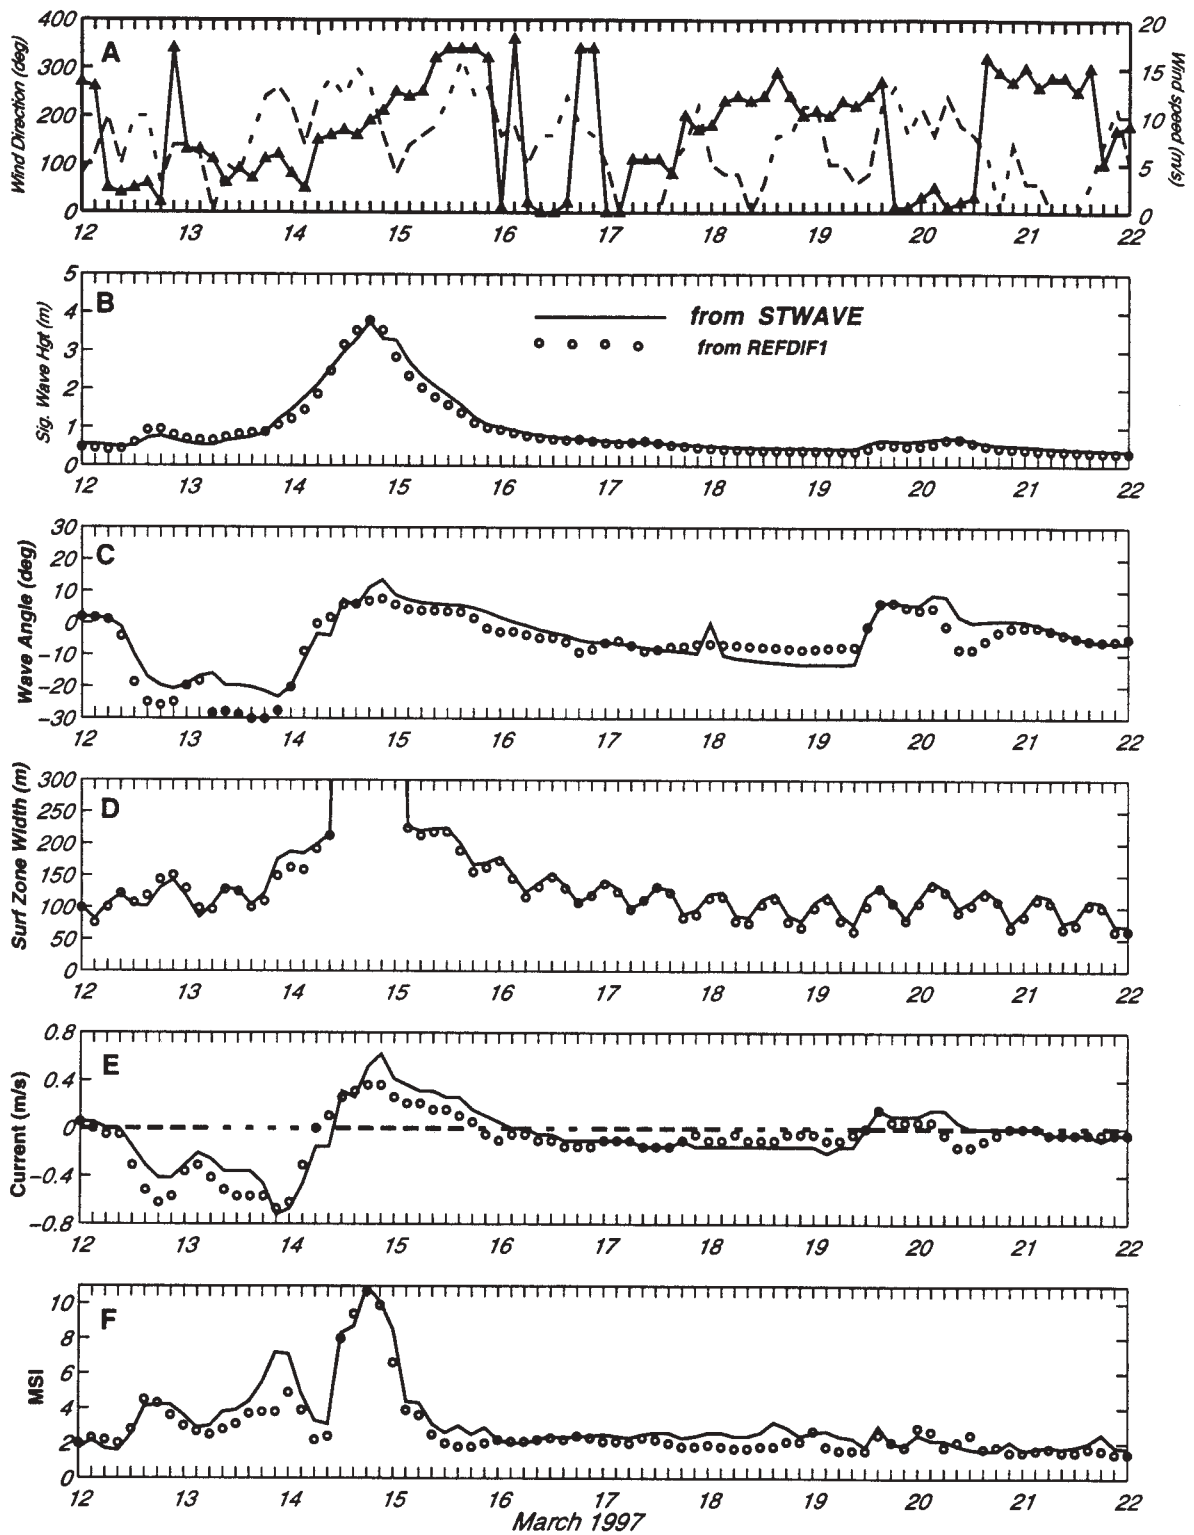 A
Wind Direction (deg)
400
300
200
100
0
20
15
10
5
0
Wind speed (m/s)
12 13 14 15 16 17 18 19 20 21 22
B
Sig. Wave Hgt (m)
5
4
3
2
1
0
from STWAVE
from REFDIF1
12 13 14 15 16 17 18 19 20 21 22
C
Wave Angle (deg)
30
20
10
0
-10
-20
-30
12 13 14 15 16 17 18 19 20 21 22
D
Surf Zone Width (m)
300
250
200
150
100
50
0
12 13 14 15 16 17 18 19 20 21 22
E
Current (m/s)
0.8
0.4
0
-0.4
-0.8
12 13 14 15 16 17 18 19 20 21 22
F
MSI
10
8
6
4
2
0
12 13 14 15 16 17 18 19 20 21 22
March 1997